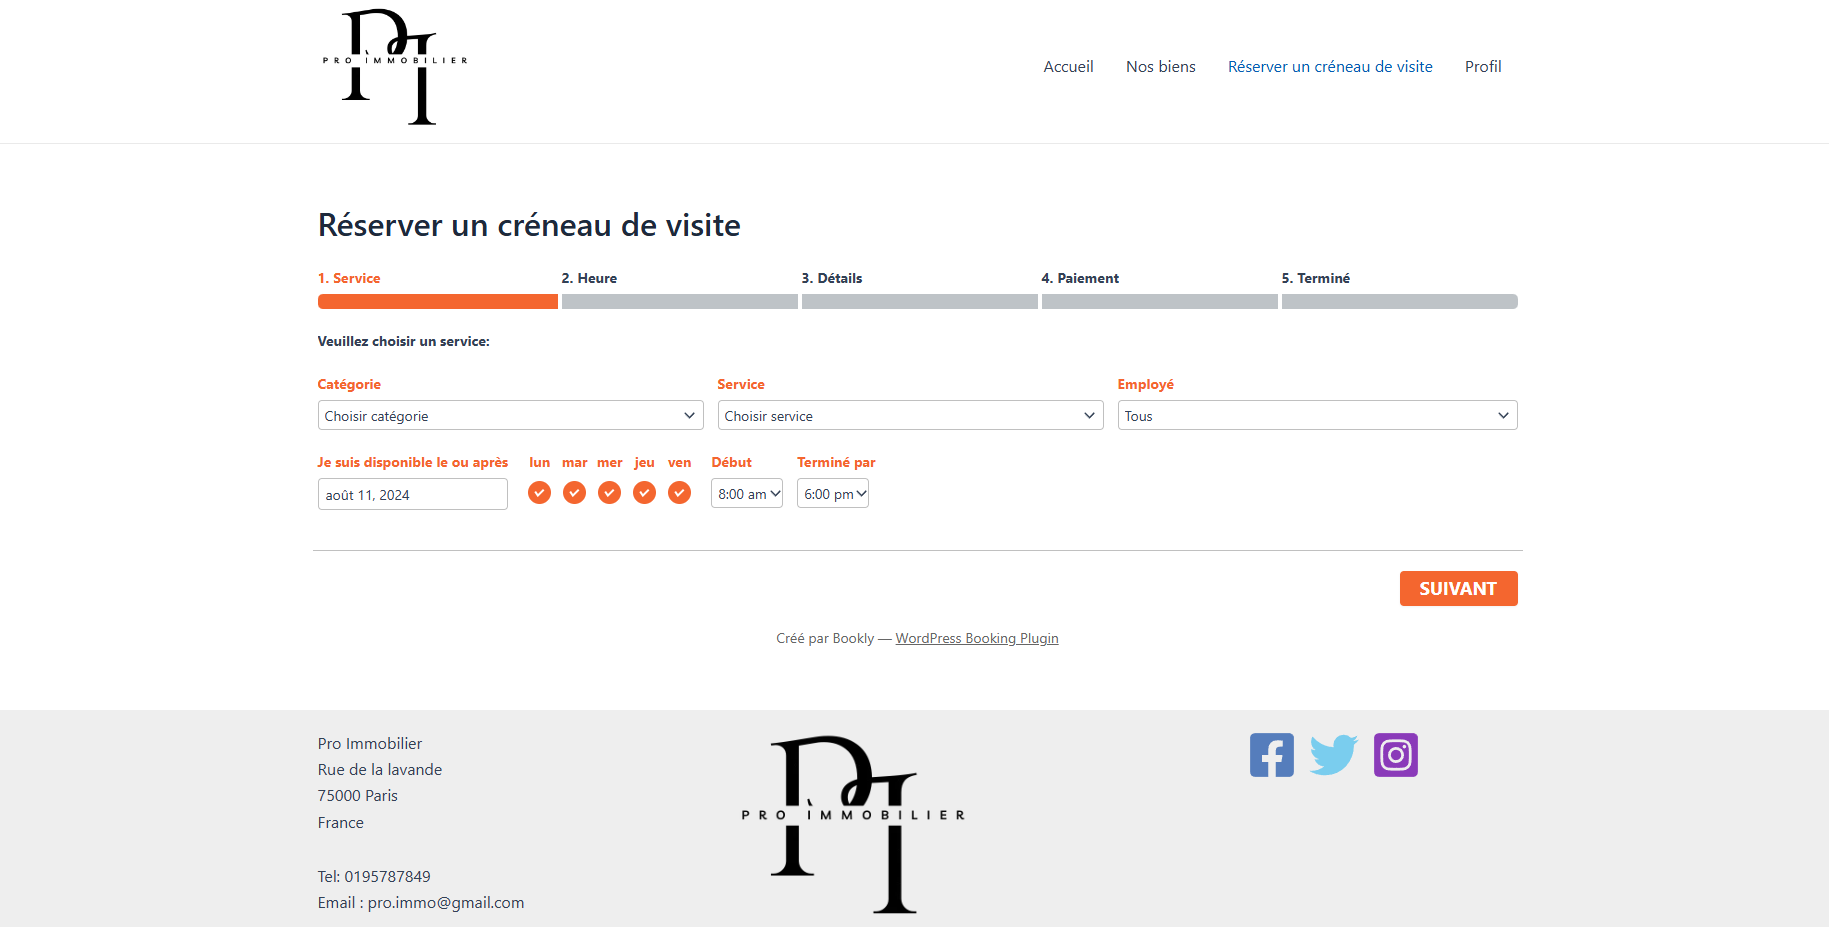 PRO ÌMMOBILIER
Accueil Nos biens Réserver un créneau de visite Profil
Réserver un créneau de visite
1. Service 2. Heure 3. Détails 4. Paiement 5. Terminé
Veuillez choisir un service:
Catégorie Service Employé
Choisir catégorie Choisir service Tous
Je suis disponible le ou après lun mar mer jeu ven Début Terminé par
août 11, 2024 8:00 am 6:00 pm
SUIVANT
Créé par Bookly — WordPress Booking Plugin
Pro Immobilier
Rue de la lavande
75000 Paris
France
Tel: 0195787849
Email : pro.immo@gmail.com
PI
PRO ÌMMOBILIER